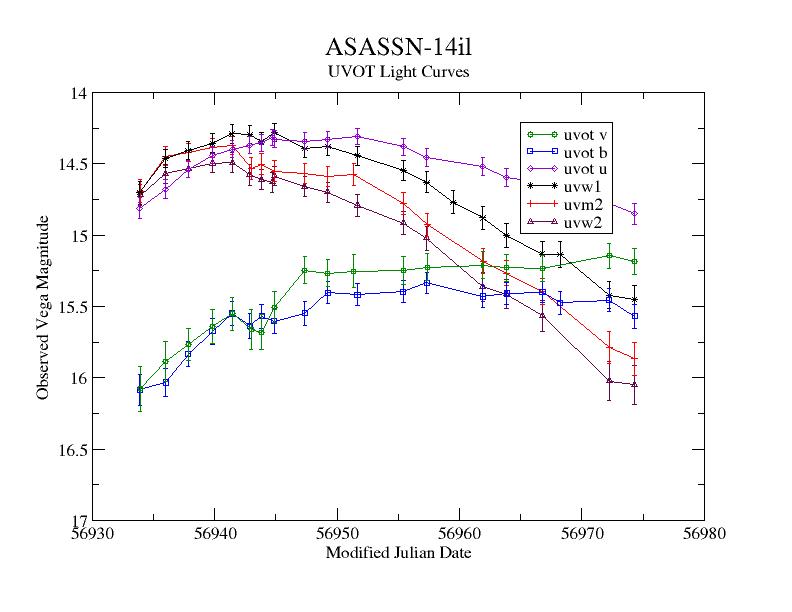 ASASSN-14il
UVOT Light Curves
14
14.5
15
15.5
16
16.5
17
Observed Vega Magnitude
uvot v
uvot b
uvot u
uvw1
uvm2
uvw2
56930 56940 56950 56960 56970 56980
Modified Julian Date